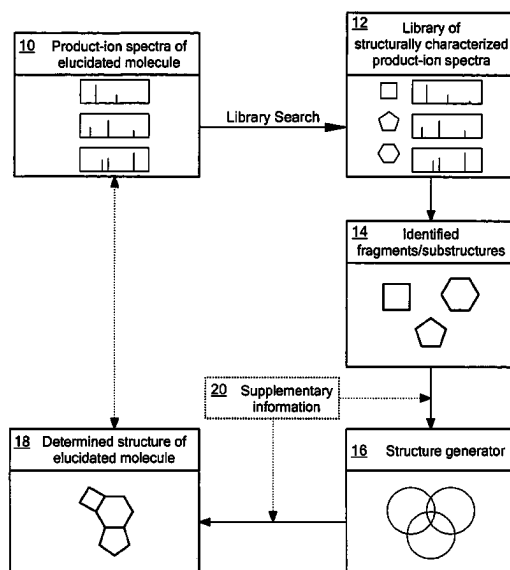 10 Product-ion spectra of
elucidated molecule
Library Search
12 Library of
structurally characterized
product-ion spectra
14 Identified
fragments/substructures
20 Supplementary
information
18 Determined structure of
elucidated molecule
16 Structure generator